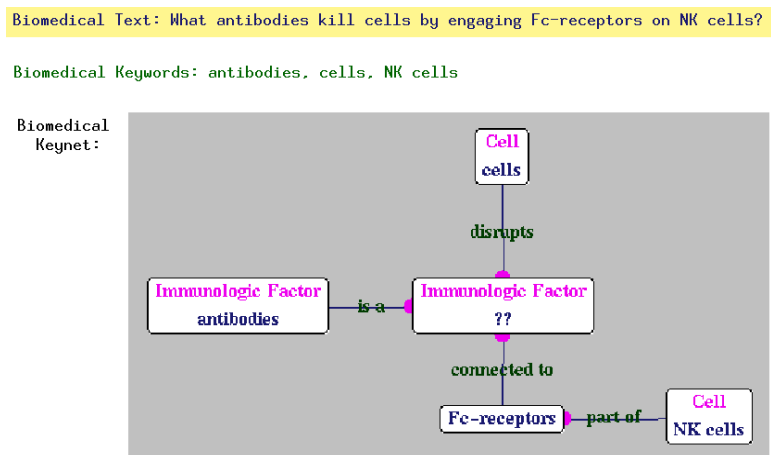 Biomedical Text: What antibodies kill cells by engaging Fc-receptors on NK cells?
Biomedical Keywords: antibodies, cells, NK cells
Biomedical
Keynet:
Cell
cells
disrupts
Immunologic Factor
antibodies
is a
Immunologic Factor
??
connected to
Fc-receptors
part of
Cell
NK cells